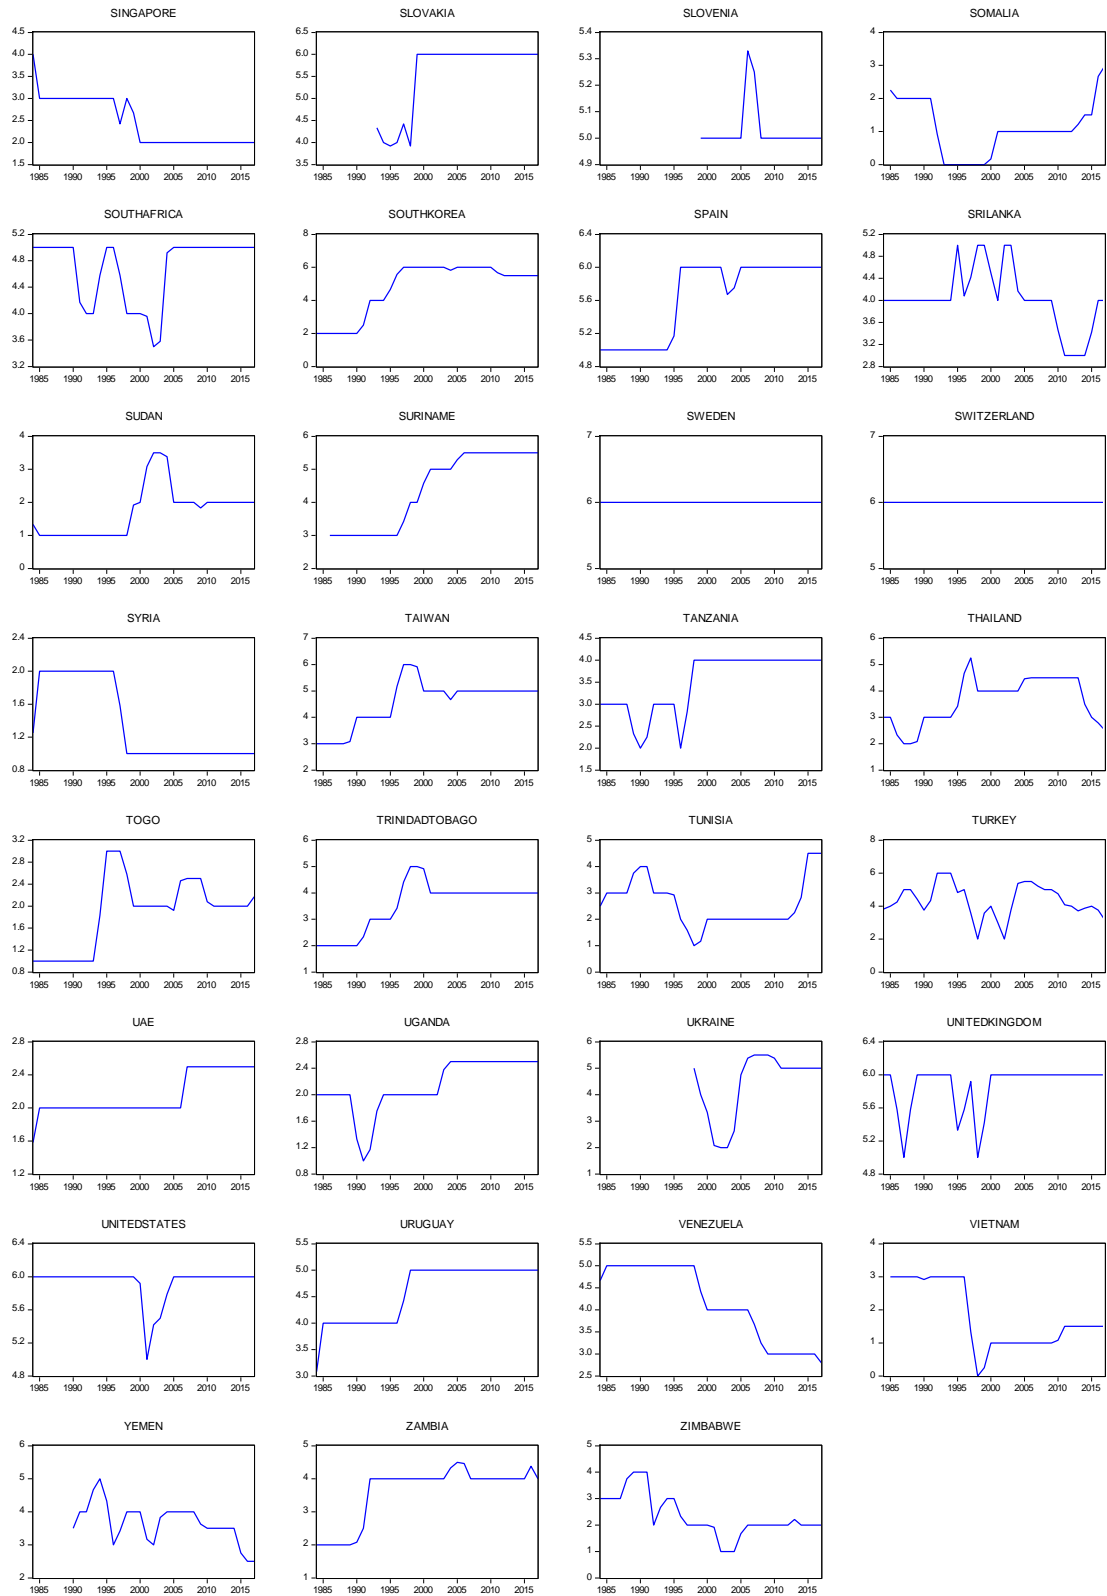 SINGAPORE
4.5
4.0
3.5
3.0
2.5
2.0
1.5
1985 1990 1995 2000 2005 2010 2015
SLOVAKIA
6.5
6.0
5.5
5.0
4.5
4.0
3.5
1985 1990 1995 2000 2005 2010 2015
SLOVENIA
5.4
5.3
5.2
5.1
5.0
4.9
1985 1990 1995 2000 2005 2010 2015
SOMALIA
4
3
2
1
0
1985 1990 1995 2000 2005 2010 2015
SOUTHAFRICA
5.2
4.8
4.4
4.0
3.6
3.2
1985 1990 1995 2000 2005 2010 2015
SOUTHKOREA
8
6
4
2
0
1985 1990 1995 2000 2005 2010 2015
SPAIN
6.4
6.0
5.6
5.2
4.8
1985 1990 1995 2000 2005 2010 2015
SRILANKA
5.2
4.8
4.4
4.0
3.6
3.2
2.8
1985 1990 1995 2000 2005 2010 2015
SUDAN
4
3
2
1
0
1985 1990 1995 2000 2005 2010 2015
SURINAME
6
5
4
3
2
1985 1990 1995 2000 2005 2010 2015
SWEDEN
7
6
5
1985 1990 1995 2000 2005 2010 2015
SWITZERLAND
7
6
5
1985 1990 1995 2000 2005 2010 2015
SYRIA
2.4
2.0
1.6
1.2
0.8
1985 1990 1995 2000 2005 2010 2015
TAIWAN
7
6
5
4
3
2
1985 1990 1995 2000 2005 2010 2015
TANZANIA
4.5
4.0
3.5
3.0
2.5
2.0
1.5
1985 1990 1995 2000 2005 2010 2015
THAILAND
6
5
4
3
2
1
1985 1990 1995 2000 2005 2010 2015
TOGO
3.2
2.8
2.4
2.0
1.6
1.2
0.8
1985 1990 1995 2000 2005 2010 2015
TRINIDADTOBAGO
6
5
4
3
2
1
1985 1990 1995 2000 2005 2010 2015
TUNISIA
5
4
3
2
1
0
1985 1990 1995 2000 2005 2010 2015
TURKEY
8
6
4
2
0
1985 1990 1995 2000 2005 2010 2015
UAE
2.8
2.4
2.0
1.6
1.2
1985 1990 1995 2000 2005 2010 2015
UGANDA
2.8
2.4
2.0
1.6
1.2
0.8
1985 1990 1995 2000 2005 2010 2015
UKRAINE
6
5
4
3
2
1
1985 1990 1995 2000 2005 2010 2015
UNITEDKINGDOM
6.4
6.0
5.6
5.2
4.8
1985 1990 1995 2000 2005 2010 2015
UNITEDSTATES
6.4
6.0
5.6
5.2
4.8
1985 1990 1995 2000 2005 2010 2015
URUGUAY
5.5
5.0
4.5
4.0
3.5
3.0
1985 1990 1995 2000 2005 2010 2015
VENEZUELA
5.5
5.0
4.5
4.0
3.5
3.0
2.5
1985 1990 1995 2000 2005 2010 2015
VIETNAM
4
3
2
1
0
1985 1990 1995 2000 2005 2010 2015
YEMEN
6
5
4
3
2
1985 1990 1995 2000 2005 2010 2015
ZAMBIA
5
4
3
2
1
1985 1990 1995 2000 2005 2010 2015
ZIMBABWE
5
4
3
2
1
0
1985 1990 1995 2000 2005 2010 2015